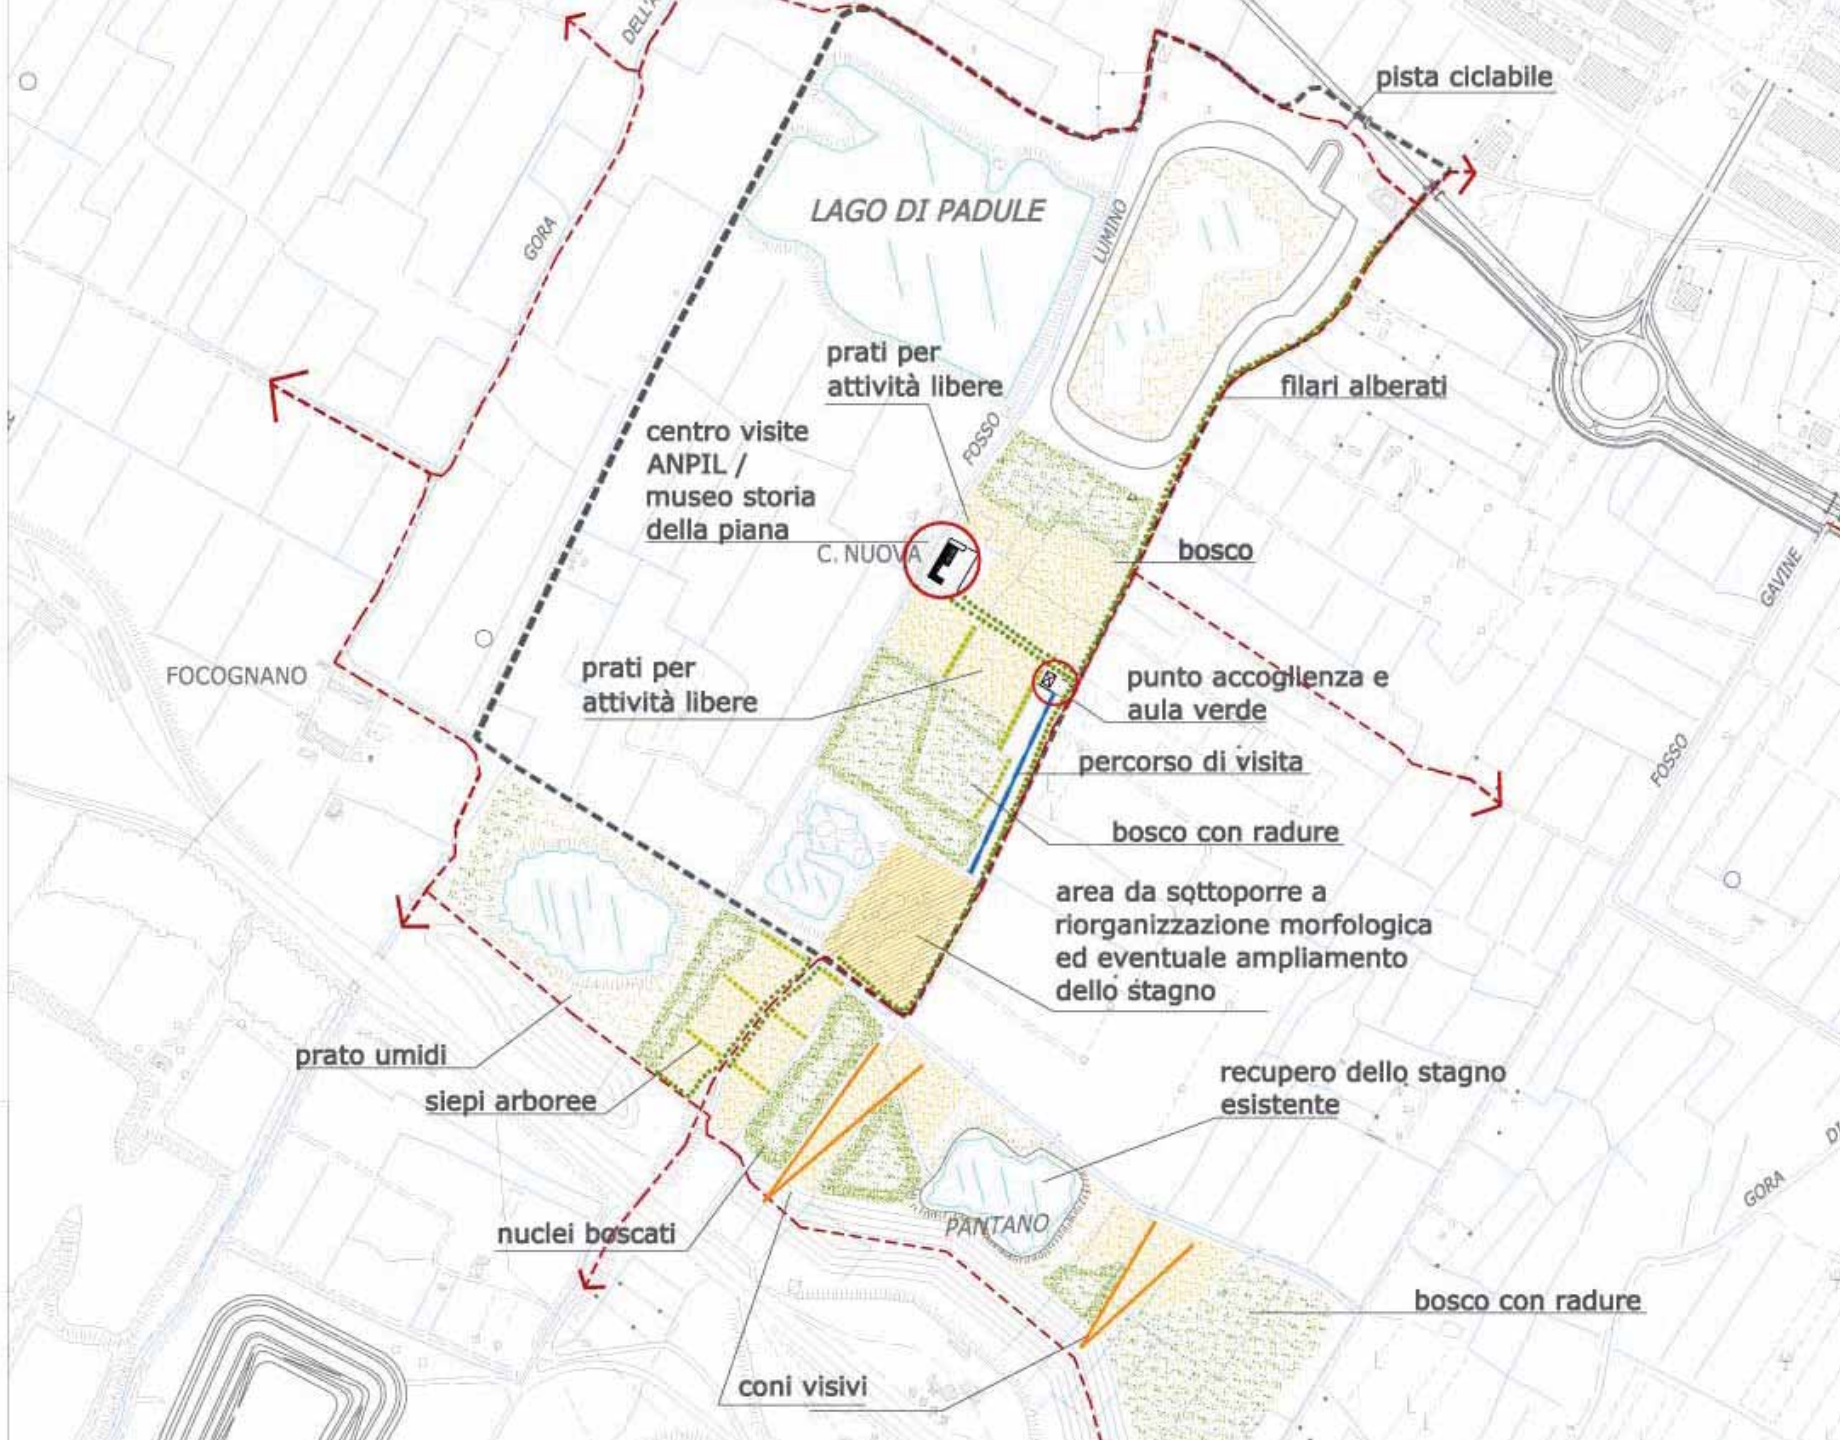 DELL'A
pista ciclabile
LAGO DI PADULE
GORA
LUMINO
prati per
attività libere
filari alberati
centro visite
ANPIL /
museo storia
della piana
FOSSO
C. NUOVA
bosco
GAVINE
FOCOGNANO
prati per
attività libere
punto accoglienza e
aula verde
percorso di visita
FOSSO
bosco con radure
area da sottoporre a
riorganizzazione morfologica
ed eventuale ampliamento
dello stagno
prato umidi
siepi arboree
recupero dello stagno
esistente
GORA
nuclei boscati
PANTANO
bosco con radure
coni visivi